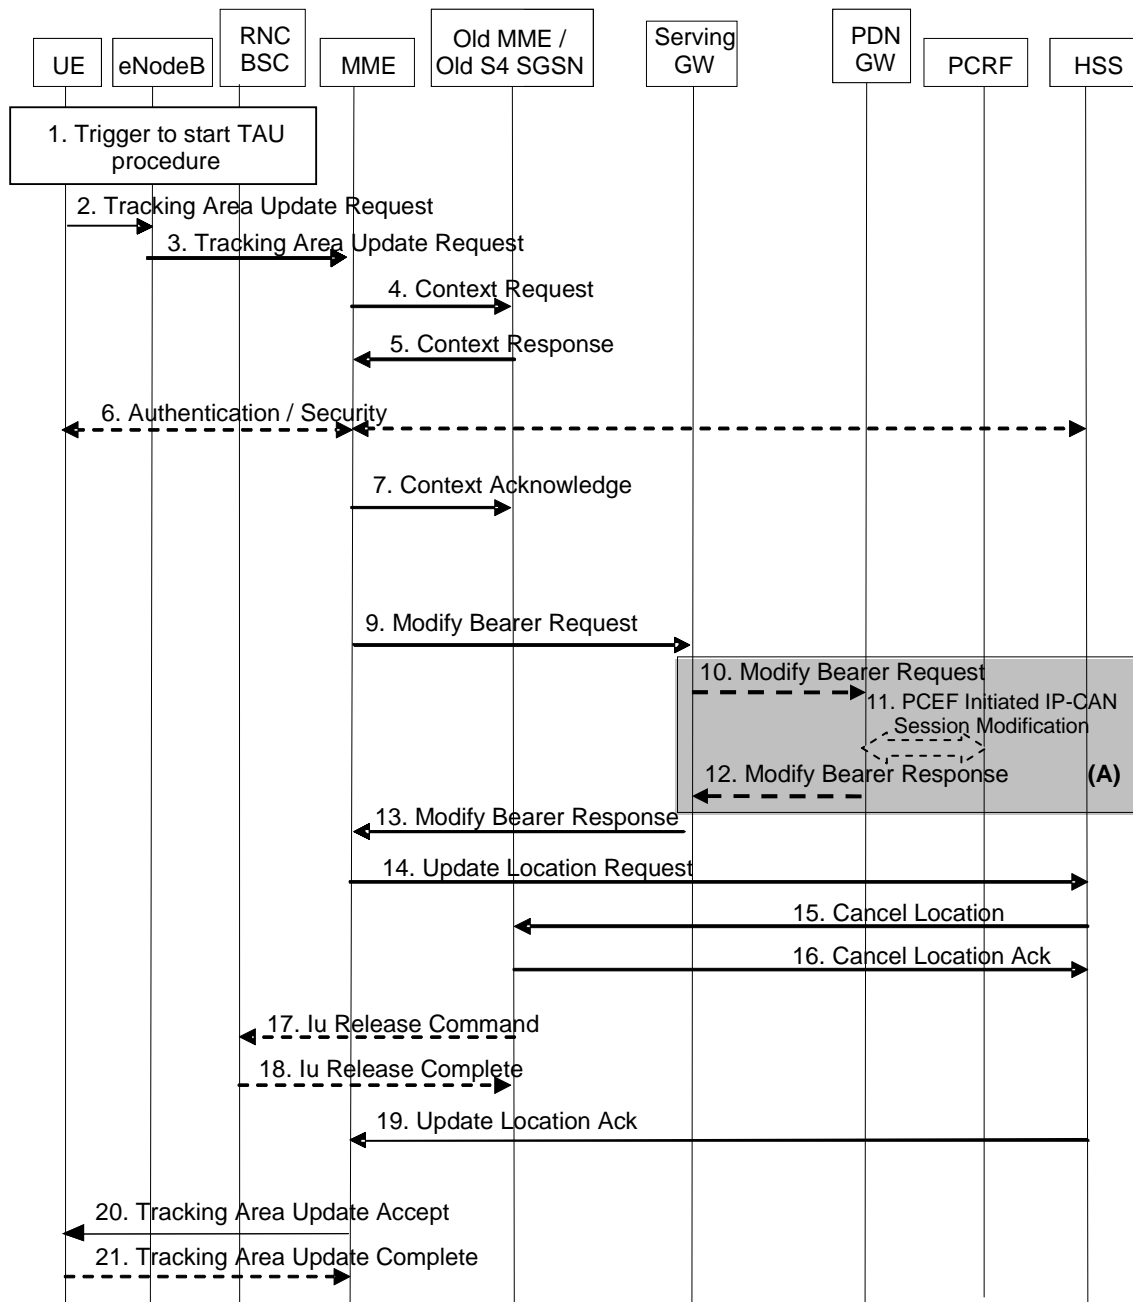 UE
eNodeB
RNC
BSC
MME
Old MME /
Old S4 SGSN
Serving
GW
PDN
GW
PCRF
HSS
1. Trigger to start TAU
procedure
2. Tracking Area Update Request
3. Tracking Area Update Request
4. Context Request
5. Context Response
6. Authentication / Security
7. Context Acknowledge
9. Modify Bearer Request
10. Modify Bearer Request
11. PCEF Initiated IP-CAN
Session Modification
12. Modify Bearer Response
(A)
13. Modify Bearer Response
14. Update Location Request
15. Cancel Location
16. Cancel Location Ack
17. Iu Release Command
18. Iu Release Complete
19. Update Location Ack
20. Tracking Area Update Accept
21. Tracking Area Update Complete